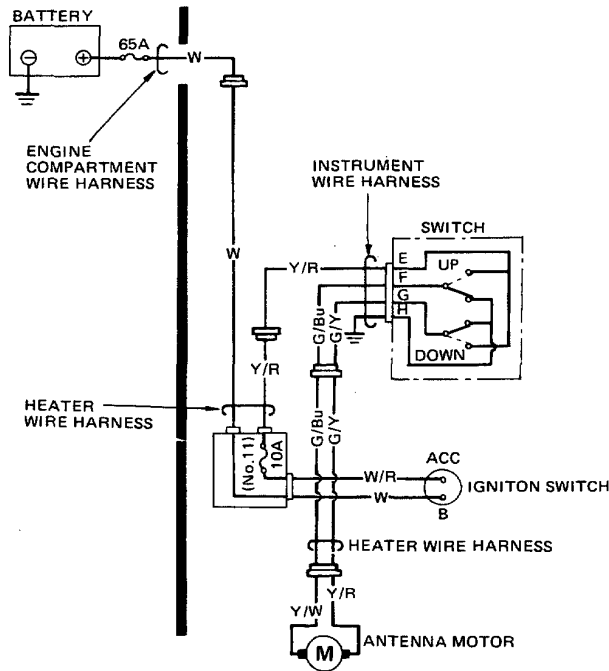 BATTERY
65A
W
ENGINE
COMPARTMENT
WIRE HARNESS
INSTRUMENT
WIRE HARNESS
SWITCH
E
F
G
H
UP
DOWN
W
Y/R
G/Bu
G/Y
Y/R
HEATER
WIRE HARNESS
(No.11)
10A
G/Bu
G/Y
W/R
W
ACC
B
IGNITON SWITCH
HEATER WIRE HARNESS
Y/W
Y/R
M
ANTENNA MOTOR